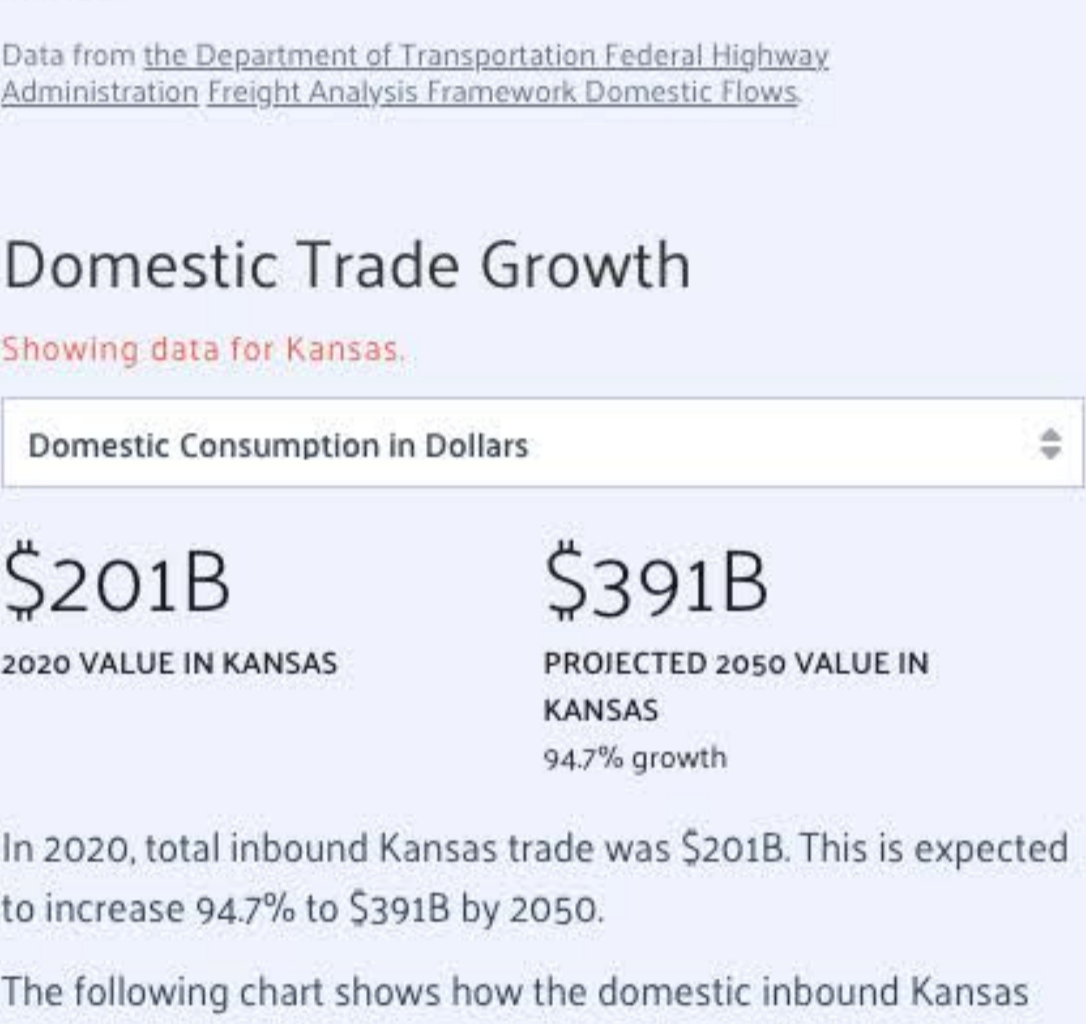 Data from the Department of Transportation Federal Highway
Administration Freight Analysis Framework Domestic Flows.
Domestic Trade Growth
Showing data for Kansas.
Domestic Consumption in Dollars
$201B
2020 VALUE IN KANSAS
$391B
PROJECTED 2050 VALUE IN
KANSAS
94.7% growth
In 2020, total inbound Kansas trade was $201B. This is expected
to increase 94.7% to $391B by 2050.
The following chart shows how the domestic inbound Kansas